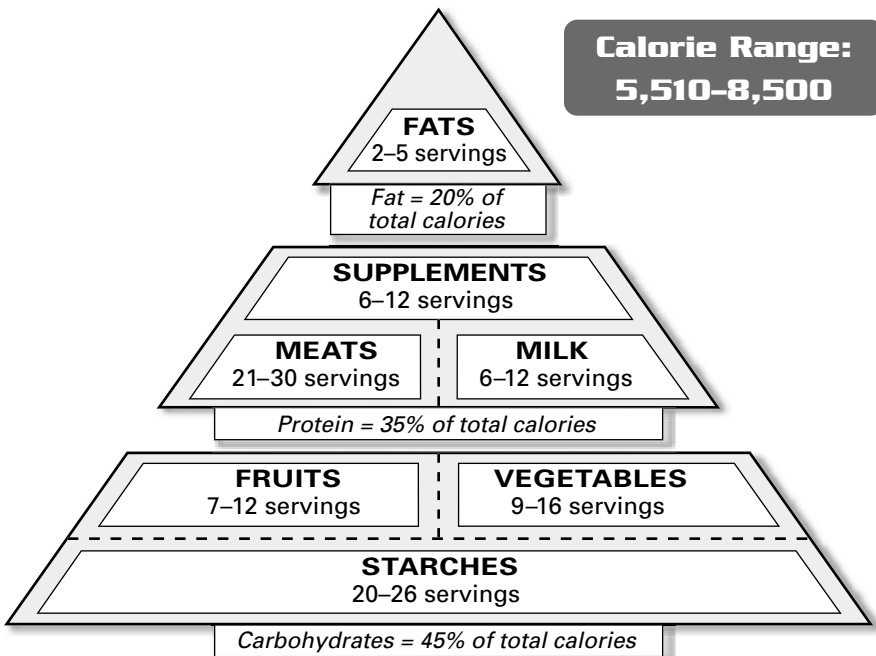 Calorie Range:
5,510–8,500
FATS
2–5 servings
Fat = 20% of
total calories
SUPPLEMENTS
6–12 servings
MEATS
21–30 servings
MILK
6–12 servings
Protein = 35% of total calories
FRUITS
7–12 servings
VEGETABLES
9–16 servings
STARCHES
20–26 servings
Carbohydrates = 45% of total calories